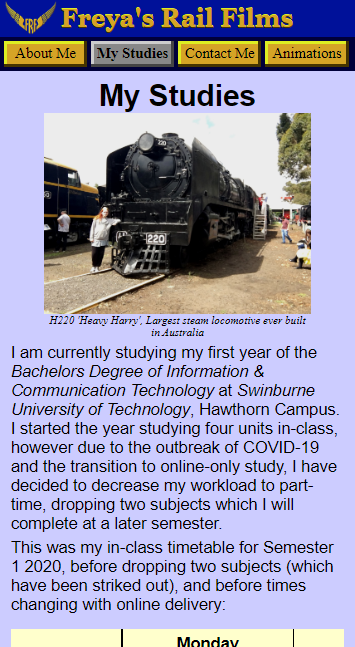 FRF
Freya's Rail Films
About Me
My Studies
Contact Me
Animations
My Studies
220
220
H220 'Heavy Harry', Largest steam locomotive ever built
in Australia
I am currently studying my first year of the
Bachelors Degree of Information &
Communication Technology at Swinburne
University of Technology, Hawthorn Campus.
I started the year studying four units in-class,
however due to the outbreak of COVID-19
and the transition to online-only study, I have
decided to decrease my workload to part-
time, dropping two subjects which I will
complete at a later semester.
This was my in-class timetable for Semester
1 2020, before dropping two subjects (which
have been striked out), and before times
changing with online delivery:
Monday